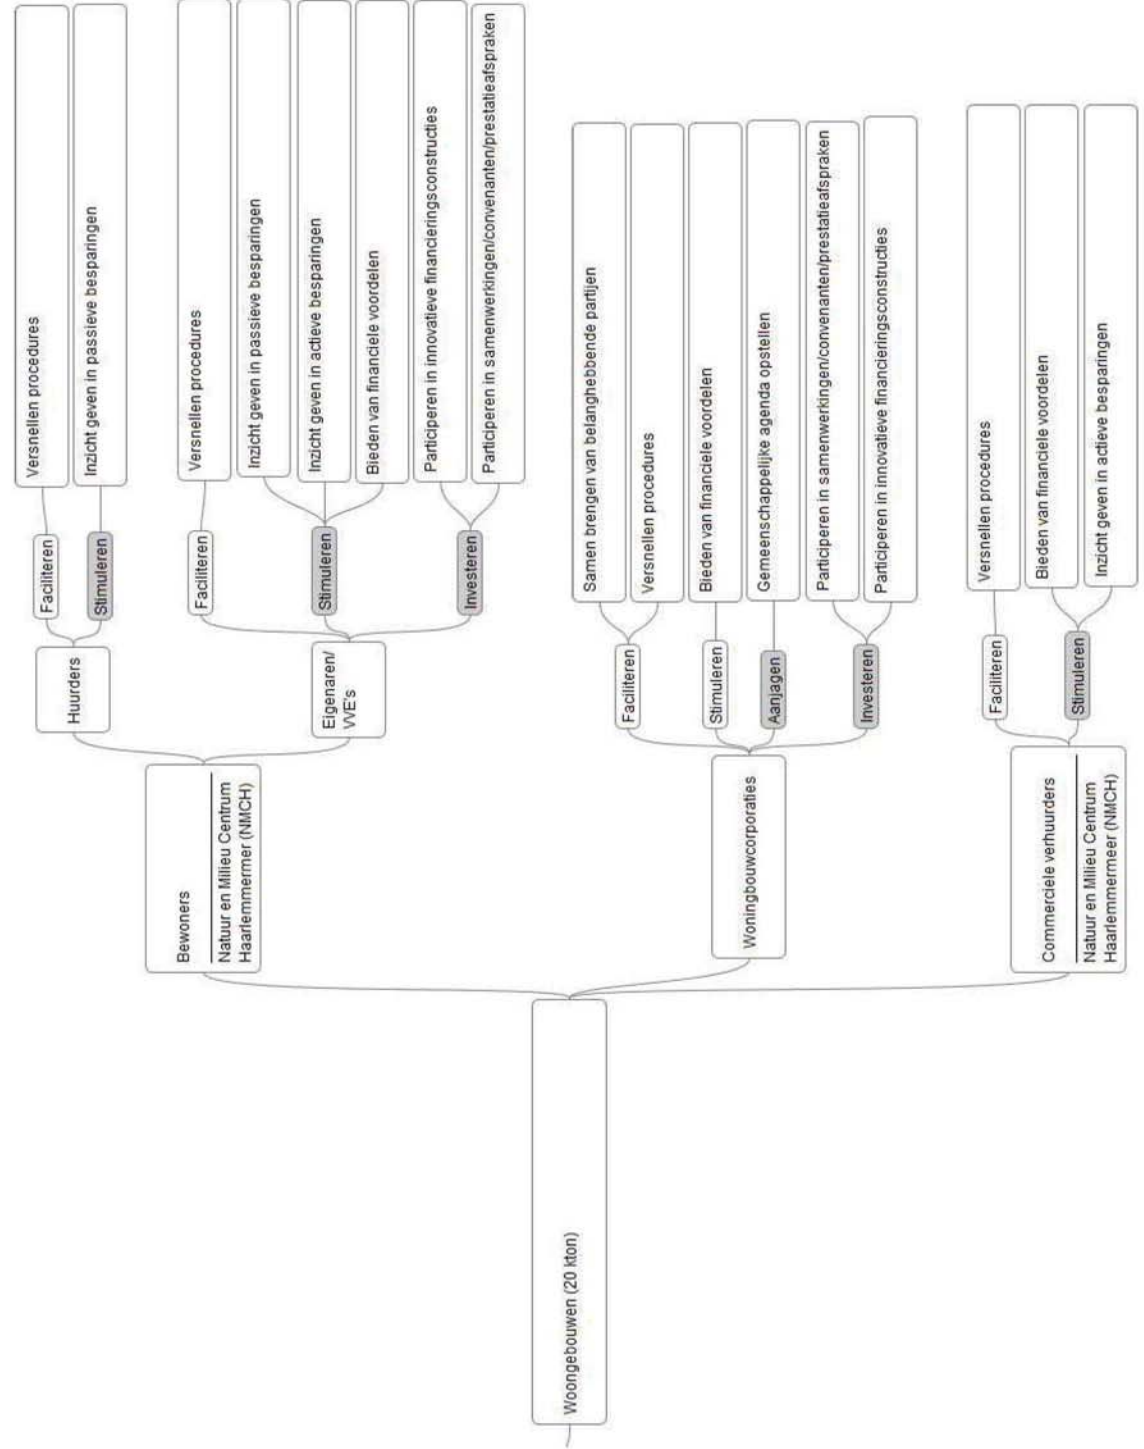 Woongebouwen (20 kton)
Bewoners
Natuur en Milieu Centrum
Haarlemmermer (NMCH)
Huurders
Faciliteren
Versnellen procedures
Stimuleren
Inzicht geven in passieve besparingen
Eigenaren/
VVE's
Faciliteren
Versnellen procedures
Stimuleren
Inzicht geven in passieve besparingen
Inzicht geven in actieve besparingen
Bieden van financiele voordelen
Investeren
Participeren in innovatieve financieringsconstructies
Participeren in samenwerkingen/convenanten/prestatieafspraken
Woningbouwcorporaties
Faciliteren
Samen brengen van belanghebbende partijen
Versnellen procedures
Stimuleren
Bieden van financiele voordelen
Aanjagen
Gemeenschappelijke agenda opstellen
Investeren
Participeren in samenwerkingen/convenanten/prestatieafspraken
Participeren in innovatieve financieringsconstructies
Commerciele verhuurders
Natuur en Milieu Centrum
Haarlemmermeer (NMCH)
Faciliteren
Versnellen procedures
Stimuleren
Bieden van financiele voordelen
Inzicht geven in actieve besparingen